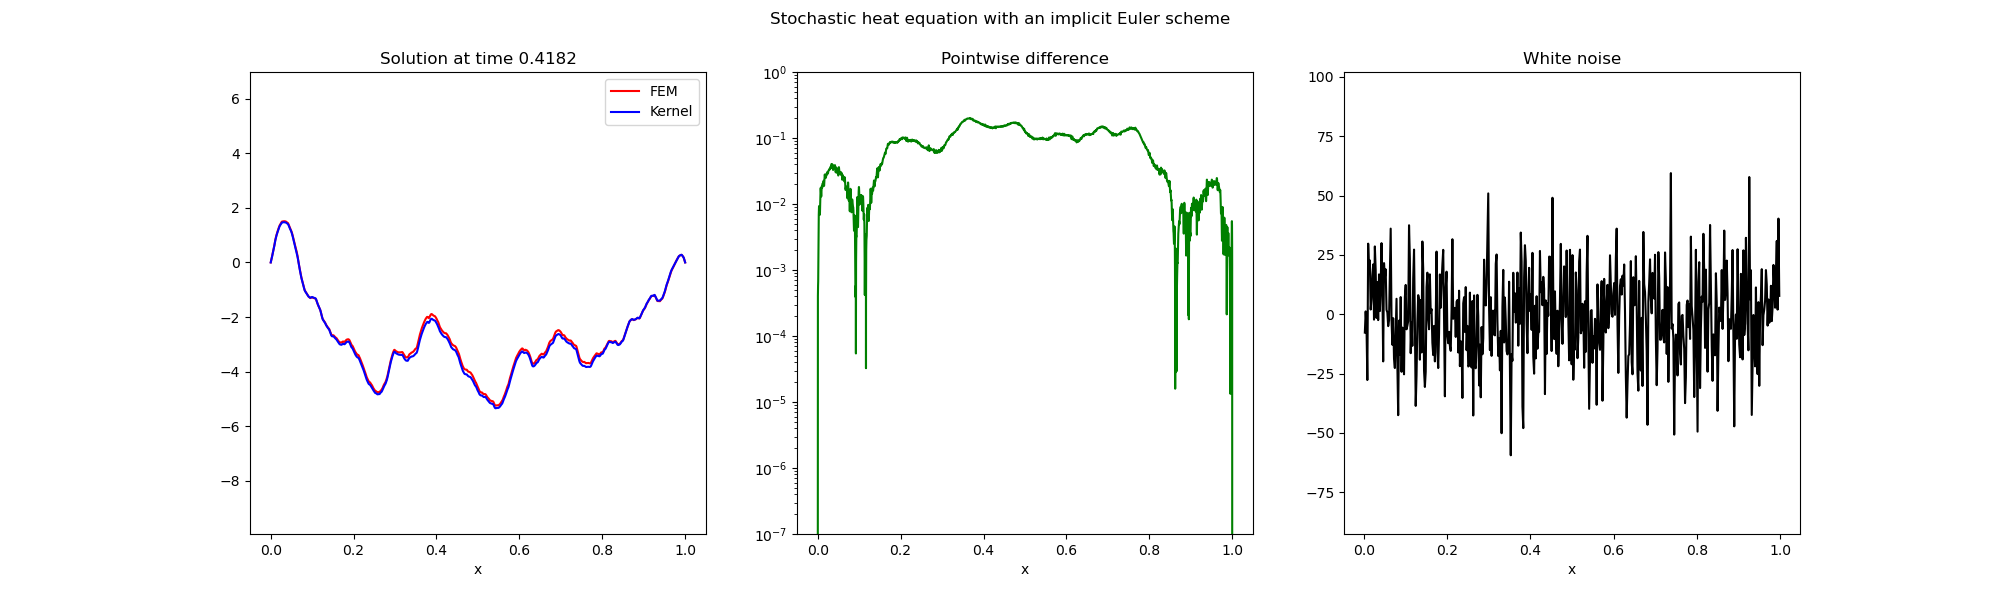 Stochastic heat equation with an implicit Euler scheme
Solution at time 0.4182
FEM
Kernel
6
4
2
0
−2
−4
−6
−8
0.0 0.2 0.4 0.6 0.8 1.0
x
Pointwise difference
10⁰
10⁻¹
10⁻²
10⁻³
10⁻⁴
10⁻⁵
10⁻⁶
10⁻⁷
0.0 0.2 0.4 0.6 0.8 1.0
x
White noise
100
75
50
25
0
−25
−50
−75
0.0 0.2 0.4 0.6 0.8 1.0
x